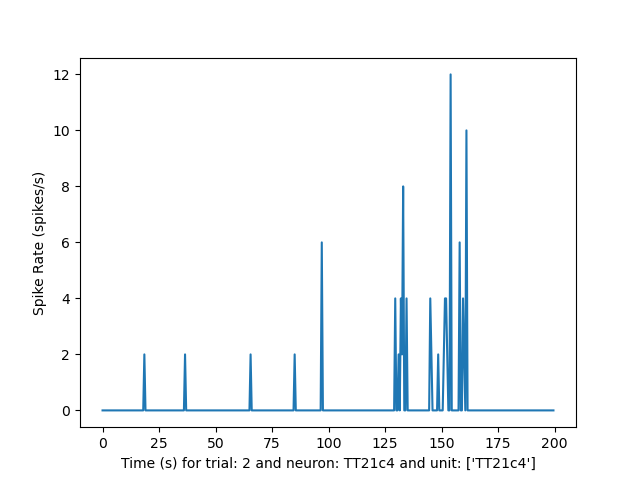 12
10
8
6
4
2
0
Spike Rate (spikes/s)
0 25 50 75 100 125 150 175 200
Time (s) for trial: 2 and neuron: TT21c4 and unit: ['TT21c4']